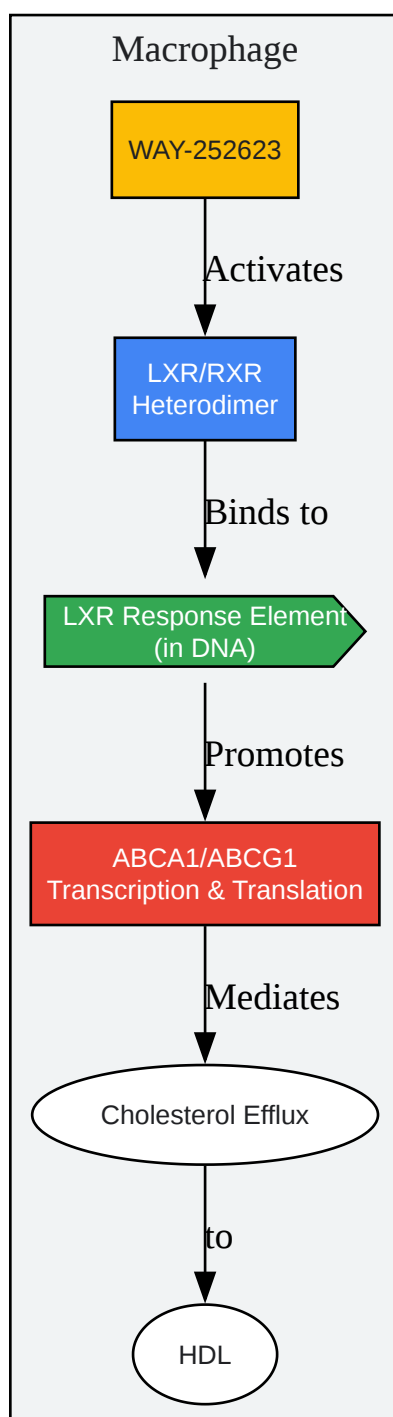 Macrophage
WAY-252623
Activates
LXR/RXR
Heterodimer
Binds to
LXR Response Element
(in DNA)
Promotes
ABCA1/ABCG1
Transcription & Translation
Mediates
Cholesterol Efflux
to
HDL